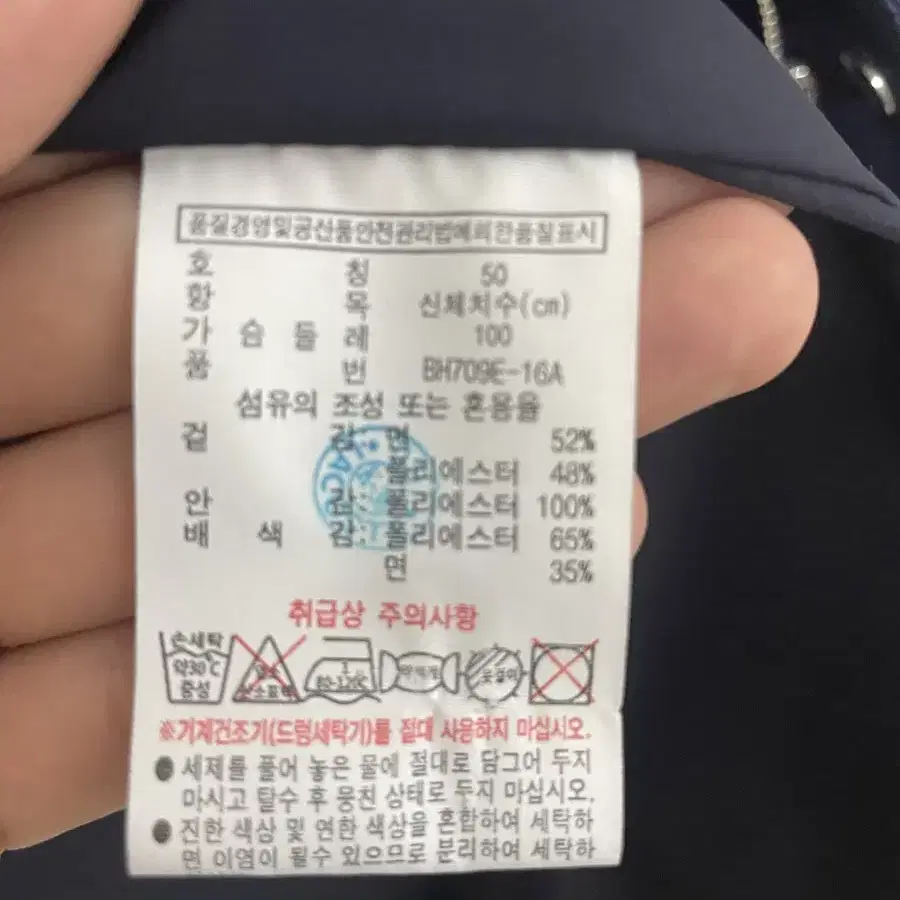 품질경영및공산품안전관리법에의한품질표시
호 칭 50
항 목 신체치수(cm)
가 슴 둘 레 100
품 번 BH709E-16A
섬유의 조성 또는 혼용율
겉 감 면 52%
폴리에스터 48%
안 감: 폴리에스터 100%
배 색 감: 폴리에스터 65%
면 35%
취급상 주의사항
손세탁
약30℃
중성
80-120℃
약하게
옷걸이
※기계건조기(드럼세탁기)를 절대 사용하지 마십시오.
● 세제를 풀어 놓은 물에 절대로 담그어 두지
마시고 탈수 후 뭉친 상태로 두지 마십시오.
● 진한 색상 및 연한 색상을 혼합하여 세탁하
면 이염이 될수 있으므로 분리하여 세탁하